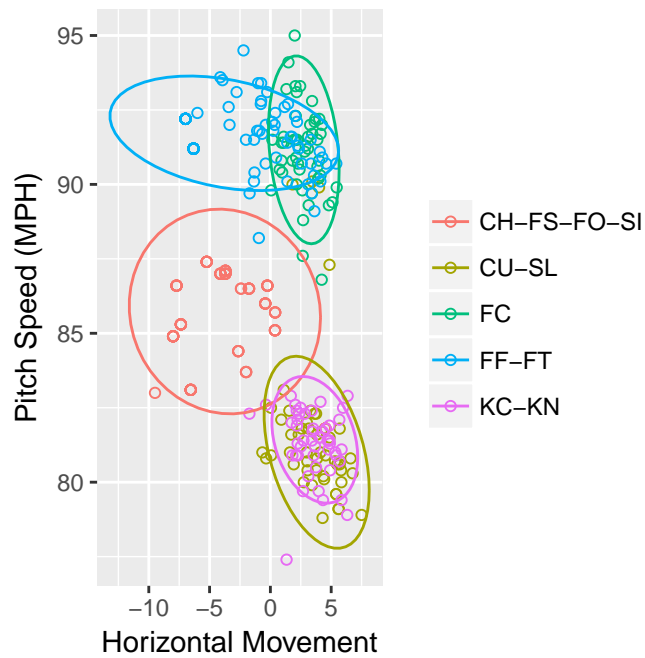 95
90
85
80
Pitch Speed (MPH)
−10 −5 0 5
Horizontal Movement
CH−FS−FO−SI
CU−SL
FC
FF−FT
KC−KN